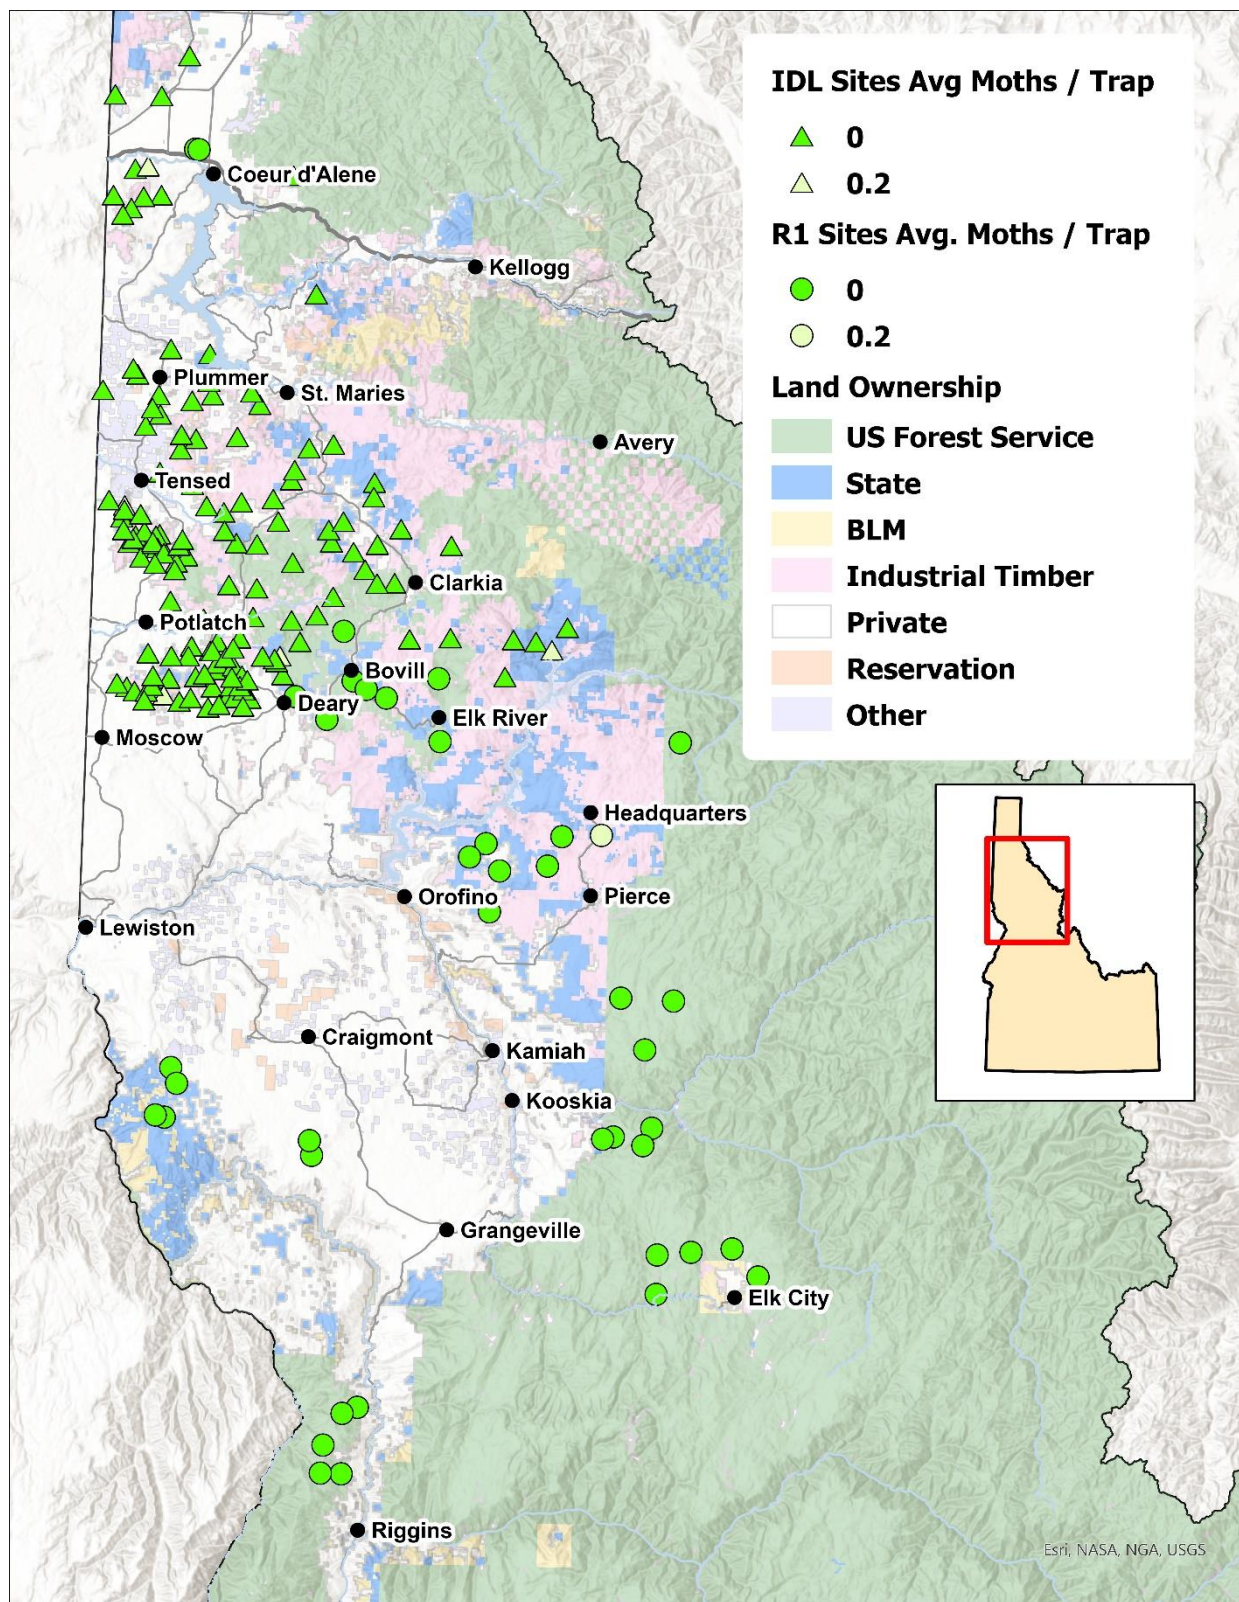 IDL Sites Avg Moths / Trap
0
0.2
R1 Sites Avg. Moths / Trap
0
0.2
Land Ownership
US Forest Service
State
BLM
Industrial Timber
Private
Reservation
Other
Coeur d'Alene
Kellogg
Plummer
St. Maries
Avery
Tensed
Clarkia
Potlatch
Bovill
Deary
Elk River
Moscow
Headquarters
Orofino
Pierce
Lewiston
Craigmont
Kamiah
Kooskia
Grangeville
Elk City
Riggins
Esri, NASA, NGA, USGS